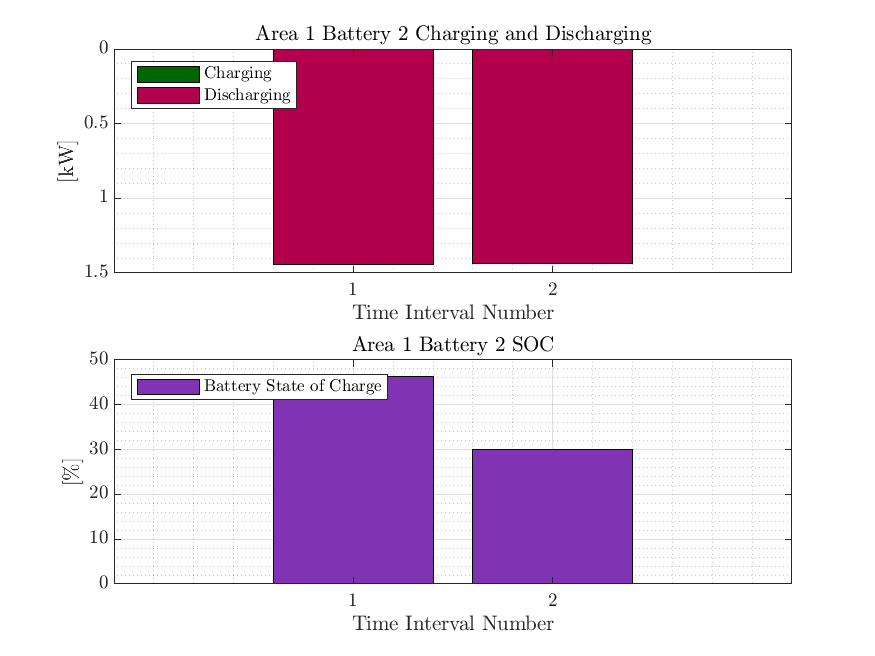 Area 1 Battery 2 Charging and Discharging
0
Charging
Discharging
0.5
[kW]
1
1.5
1 2
Time Interval Number
Area 1 Battery 2 SOC
50
Battery State of Charge
40
30
[%]
20
10
0
1 2
Time Interval Number